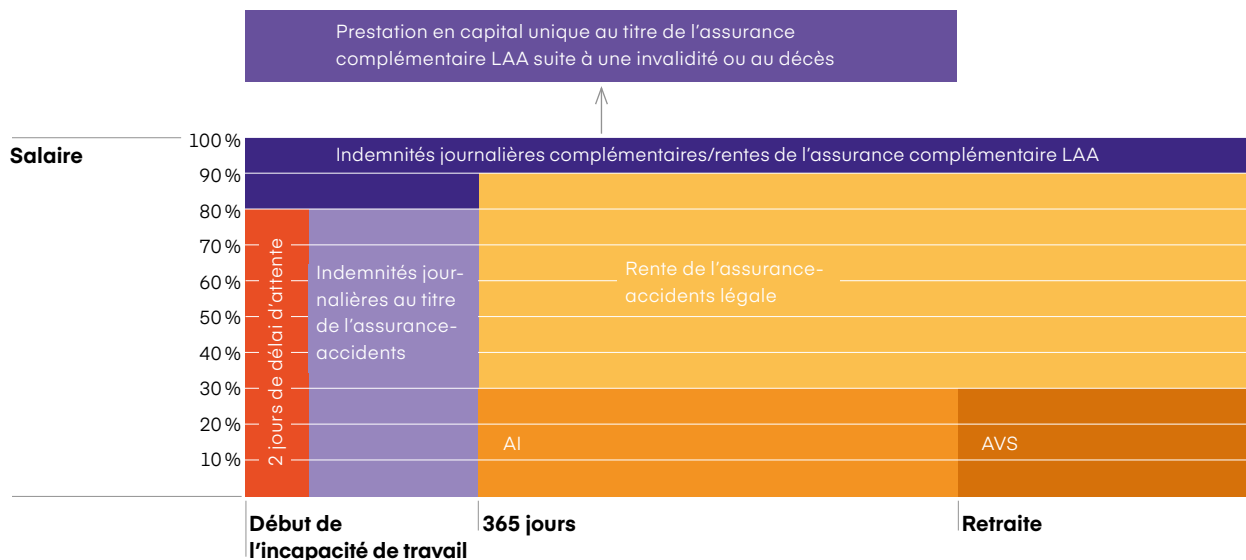 Prestation en capital unique au titre de l’assurance
complémentaire LAA suite à une invalidité ou au décès
Salaire
100 %
Indemnités journalières complémentaires/rentes de l’assurance complémentaire LAA
90 %
80 %
70 %
60 %
50 %
40 %
30 %
20 %
10 %
2 jours de délai d’attente
Indemnités jour-
nalières au titre
de l’assurance-
accidents
Rente de l’assurance-
accidents légale
AI
AVS
Début de
l’incapacité de travail
365 jours
Retraite